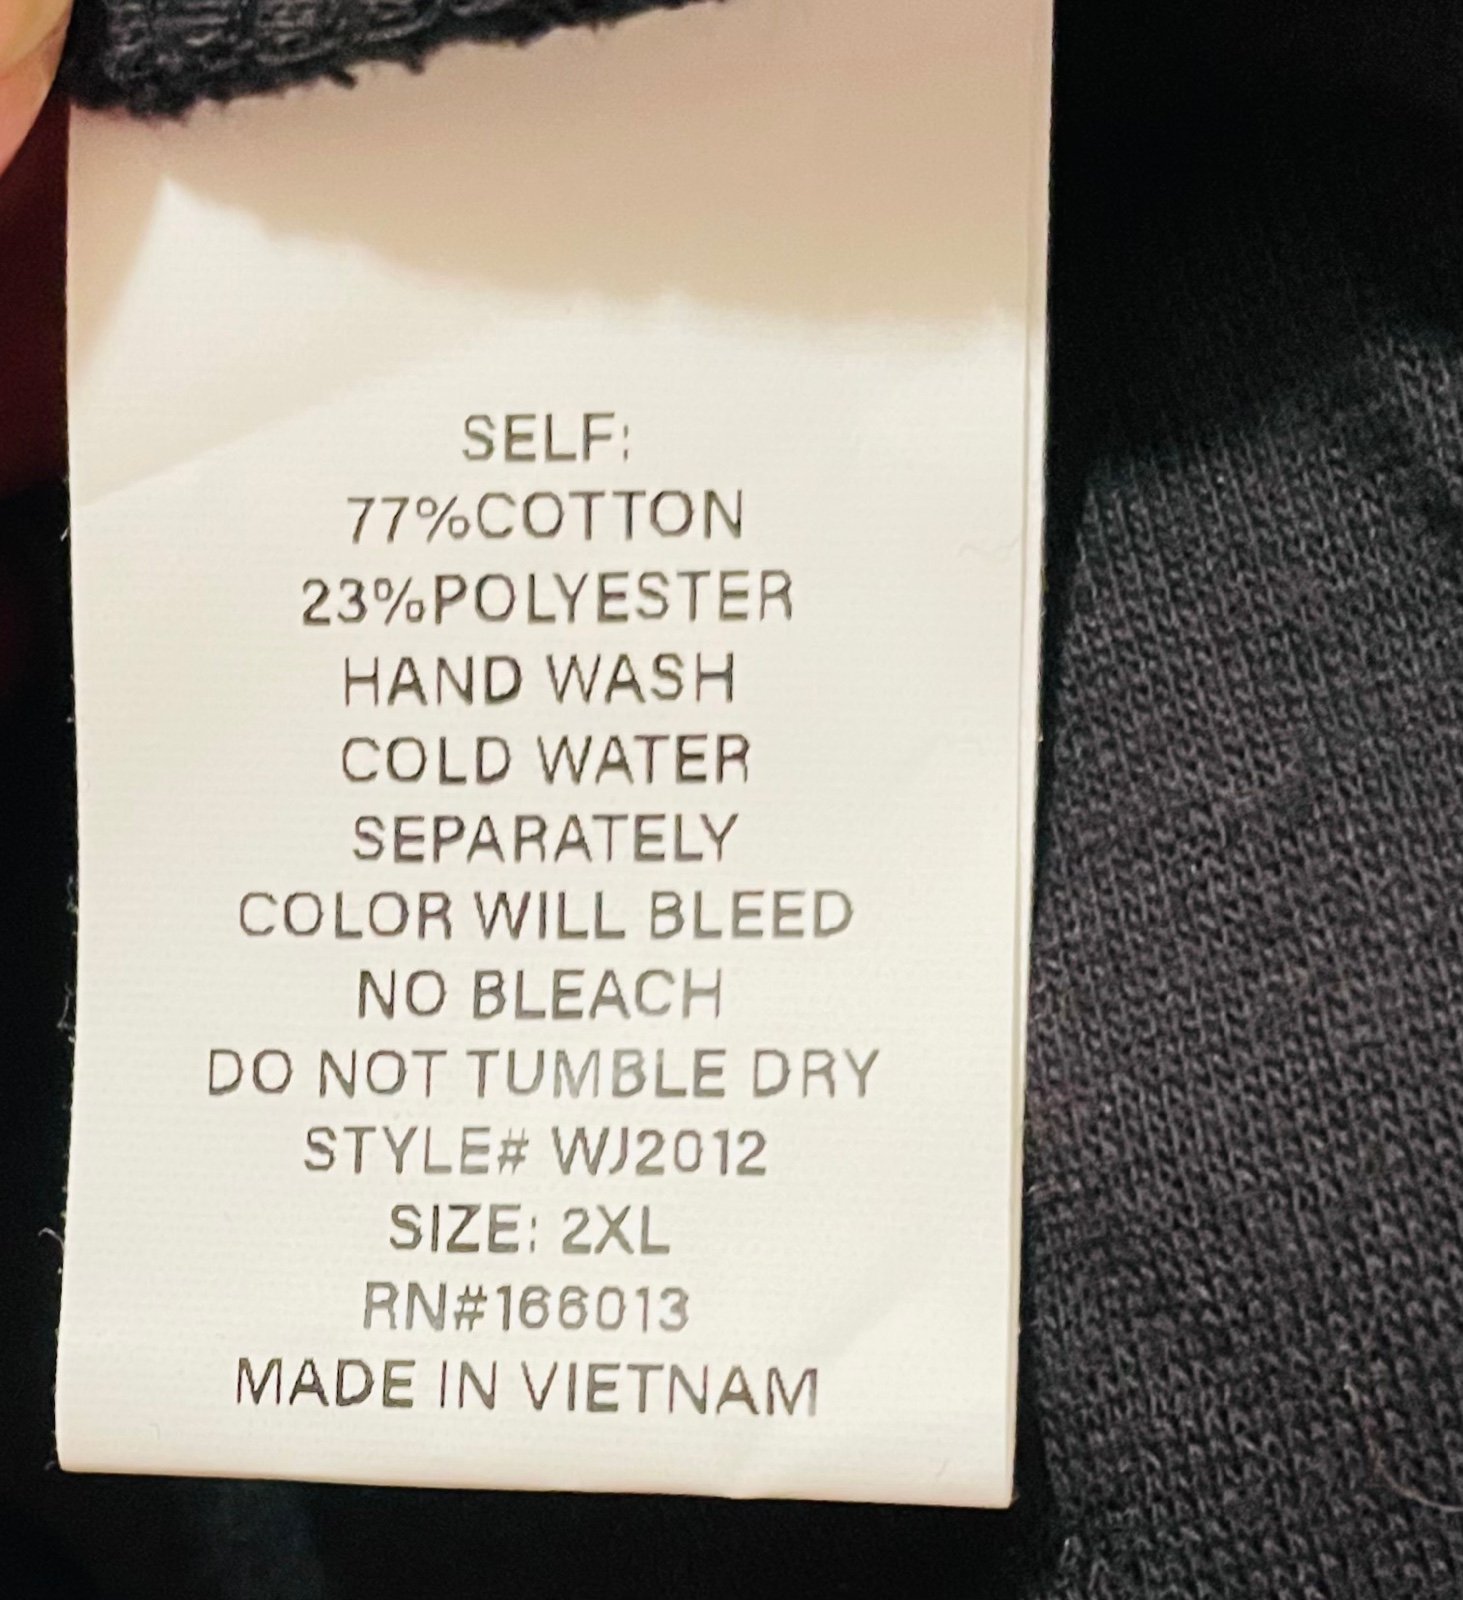 SELF:
77%COTTON
23%POLYESTER
HAND WASH
COLD WATER
SEPARATELY
COLOR WILL BLEED
NO BLEACH
DO NOT TUMBLE DRY
STYLE# WJ2012
SIZE: 2XL
RN#166013
MADE IN VIETNAM